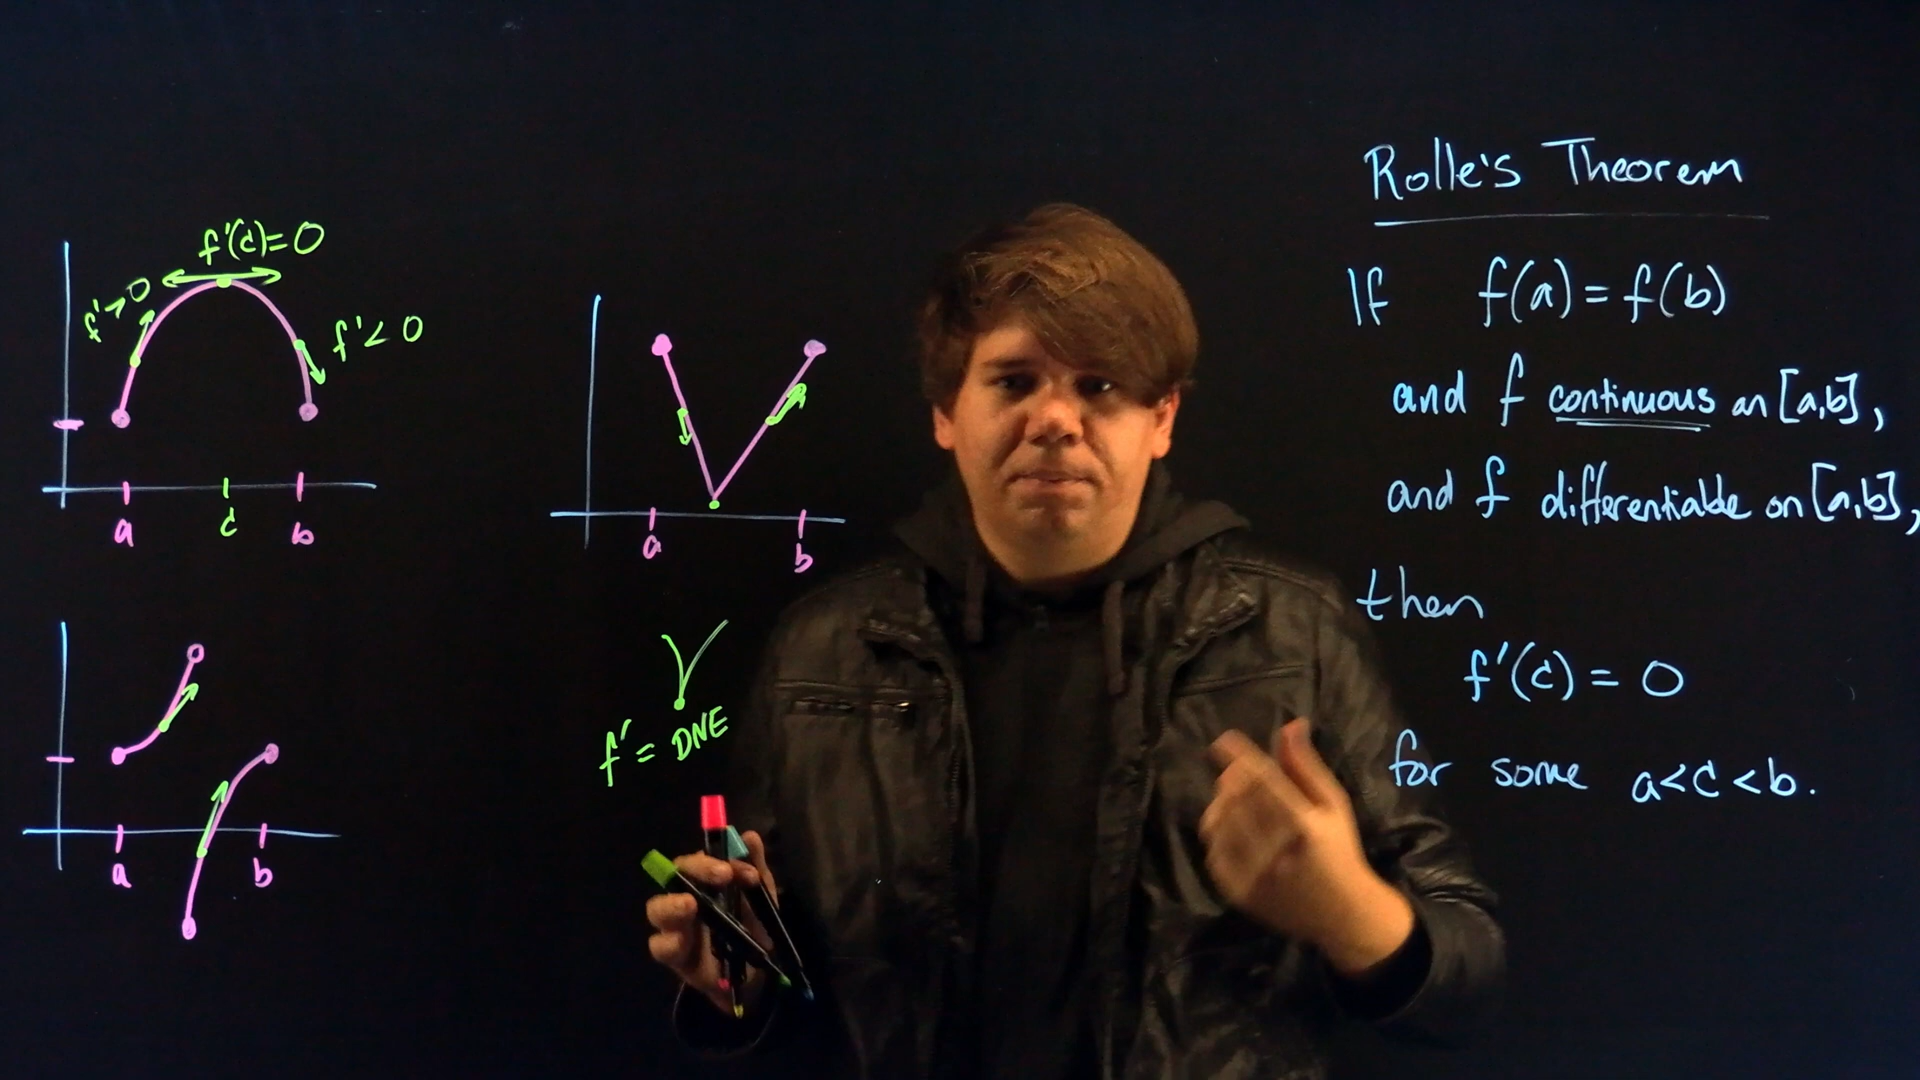 f'(c)=0
f'>0
f'<0
a c b
a b
f' = DNE
a b
Rolle's Theorem
If f(a)=f(b)
and f continuous on [a,b],
and f differentiable on [a,b],
then
f'(c) = 0
for some a<c<b.